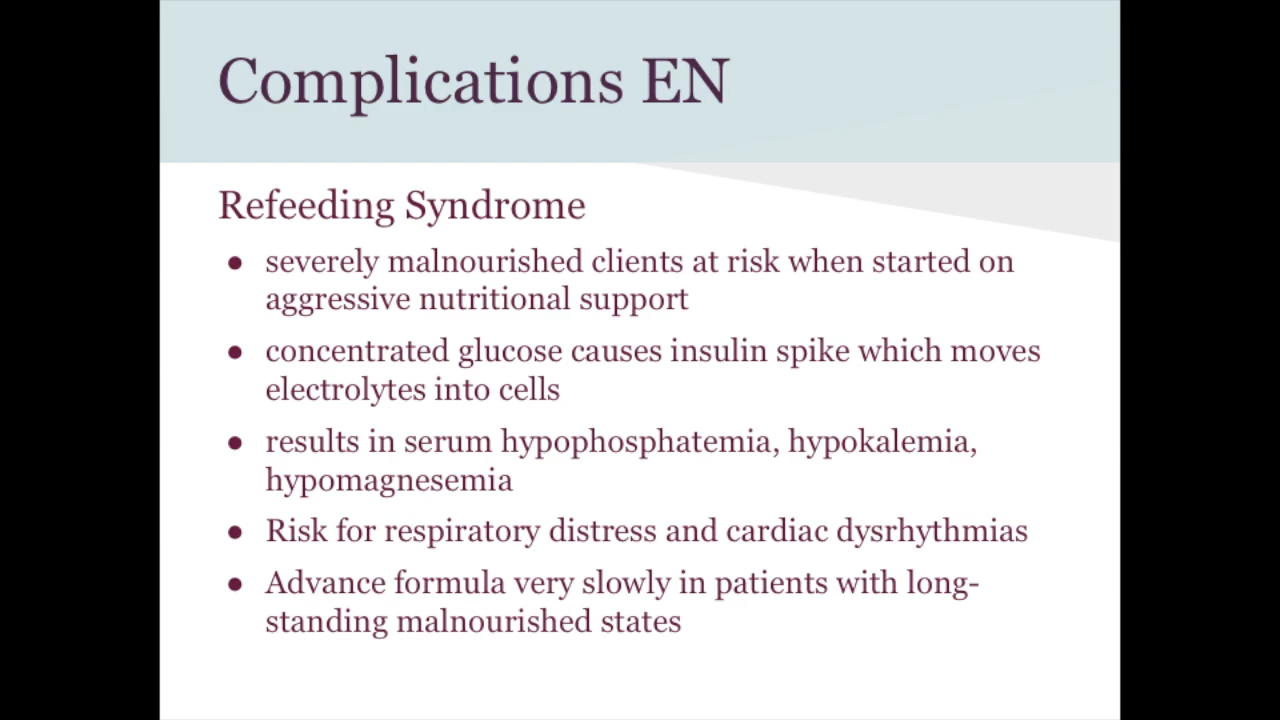 Complications EN
Refeeding Syndrome
● severely malnourished clients at risk when started on
aggressive nutritional support
● concentrated glucose causes insulin spike which moves
electrolytes into cells
● results in serum hypophosphatemia, hypokalemia,
hypomagnesemia
● Risk for respiratory distress and cardiac dysrhythmias
● Advance formula very slowly in patients with long-
standing malnourished states